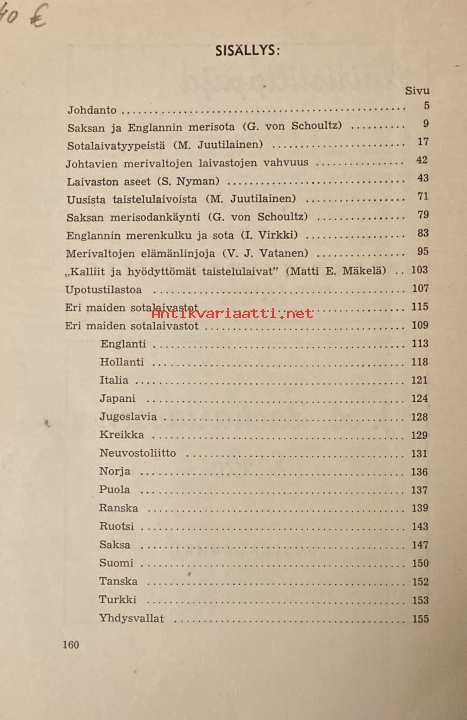 40 €
SISÄLLYS:
Sivu
Johdanto ........ 5
Saksan ja Englannin merisota (G. von Schoultz) ........ 9
Sotalaivatyypeistä (M. Juutilainen) ........ 17
Johtavien merivaltojen laivastojen vahvuus ........ 42
Laivaston aseet (S. Nyman) ........ 43
Uusista taistelulaivoista (M. Juutilainen) ........ 71
Saksan merisodankäynti (G. von Schoultz) ........ 79
Englannin merenkulku ja sota (I. Virkki) ........ 83
Merivaltojen elämänlinjoja (V. J. Vatanen) ........ 95
„Kalliit ja hyödyttömät taistelulaivat" (Matti E. Mäkelä) .. 103
Upotustilastoa ........ 107
Eri maiden sotalaivastot ........ 115
Antikvariaatti.net
Eri maiden sotalaivastot ........ 109
Englanti ........ 113
Hollanti ........ 118
Italia ........ 121
Japani ........ 124
Jugoslavia ........ 128
Kreikka ........ 129
Neuvostoliitto ........ 131
Norja ........ 136
Puola ........ 137
Ranska ........ 139
Ruotsi ........ 143
Saksa ........ 147
Suomi ........ 150
Tanska ........ 152
Turkki ........ 153
Yhdysvallat ........ 155
160